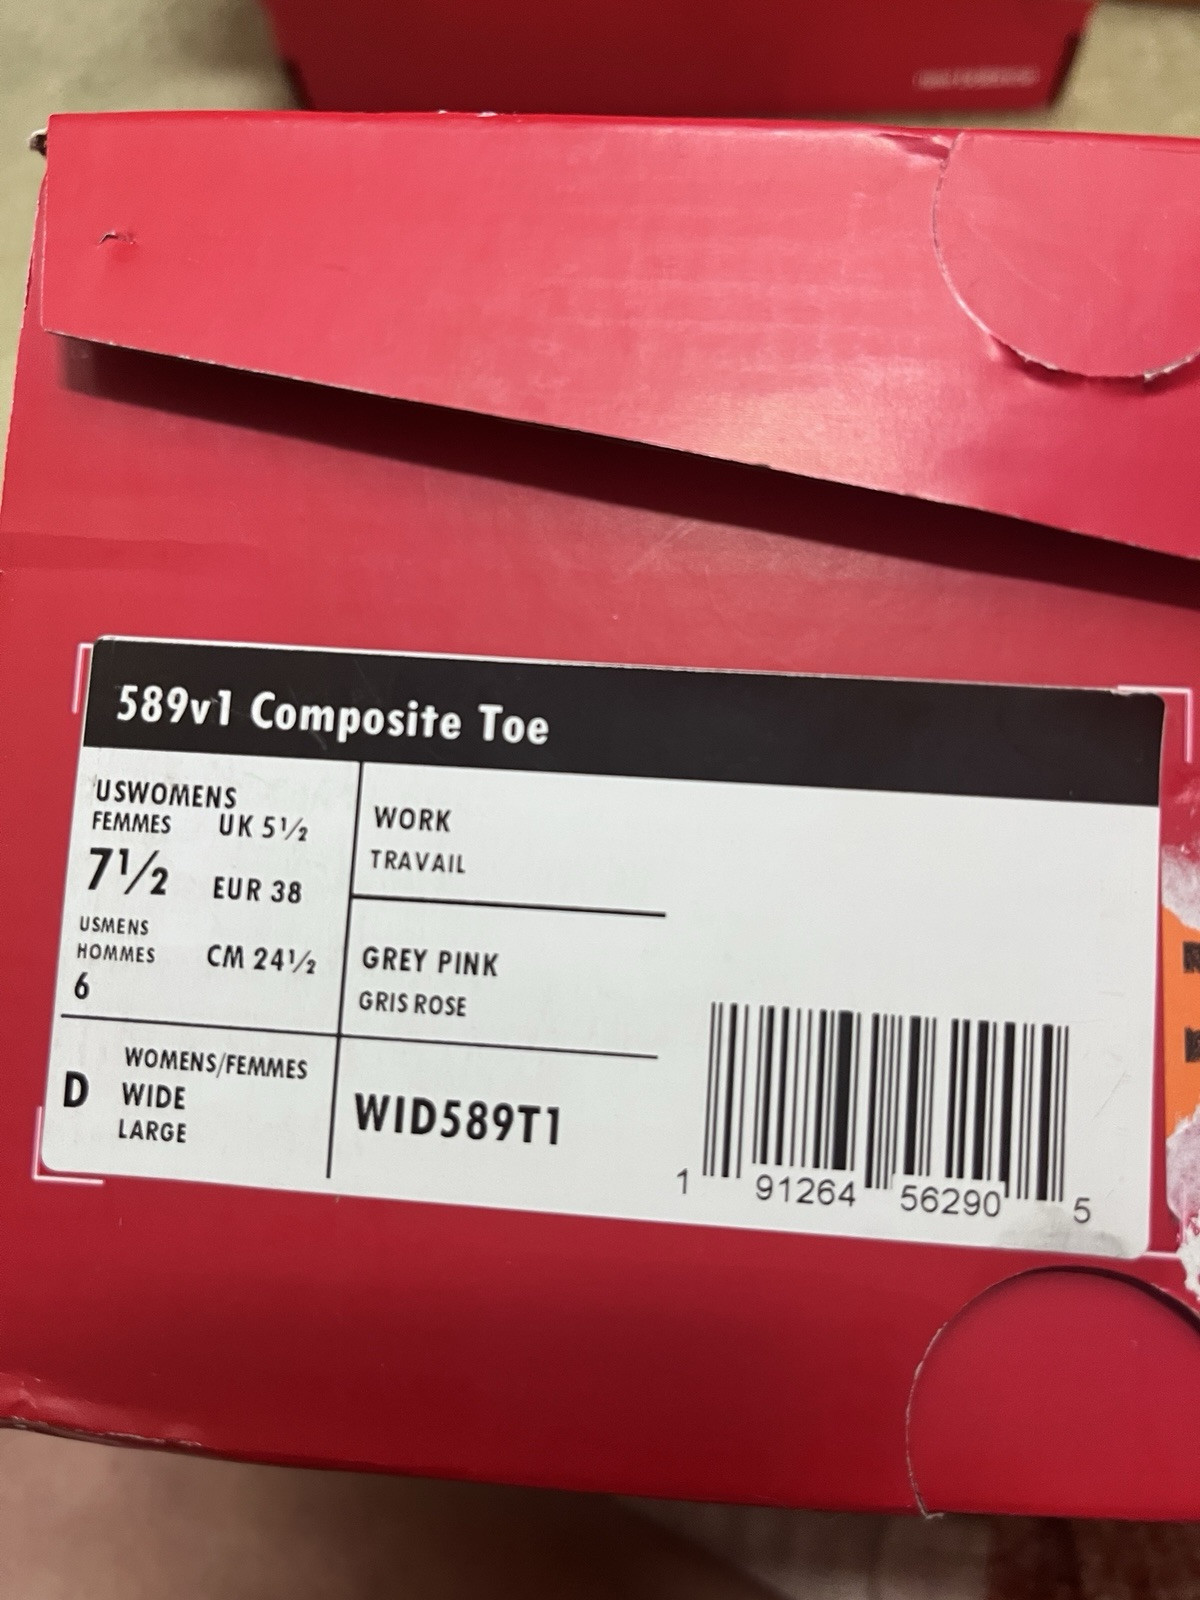 589v1 Composite Toe
USWOMENS
FEMMES UK 5½
7½ EUR 38
USMENS
HOMMES CM 24½
6
D WOMENS/FEMMES
WIDE
LARGE
WORK
TRAVAIL
GREY PINK
GRIS ROSE
WID589T1
1 91264 56290 5